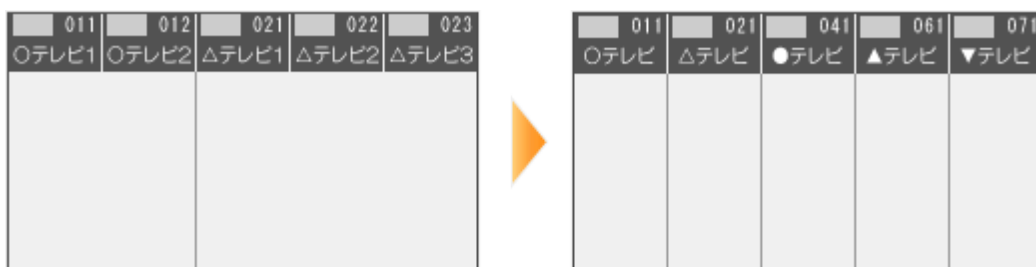 011 012 021 022 023
○テレビ1 ○テレビ2 △テレビ1 △テレビ2 △テレビ3
011 021 041 061 071
○テレビ △テレビ ●テレビ ▲テレビ ▼テレビ